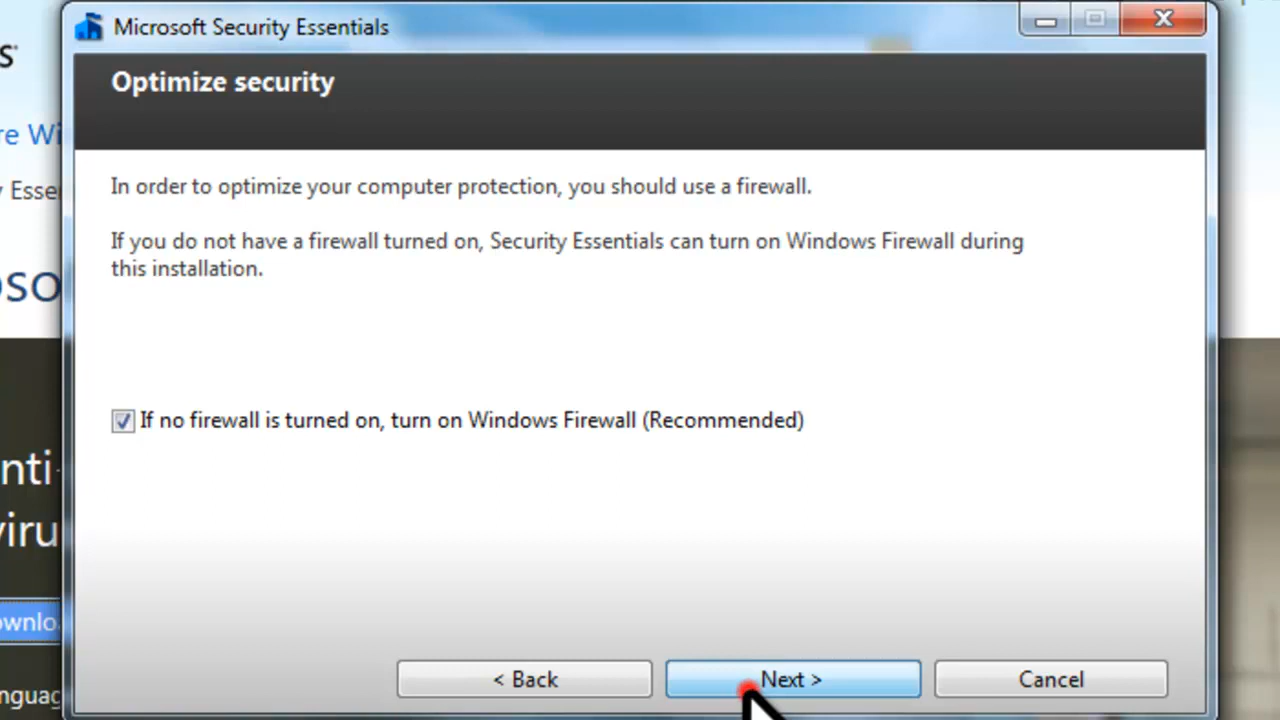 Microsoft Security Essentials
Optimize security
In order to optimize your computer protection, you should use a firewall.
If you do not have a firewall turned on, Security Essentials can turn on Windows Firewall during
this installation.
If no firewall is turned on, turn on Windows Firewall (Recommended)
< Back
Next >
Cancel